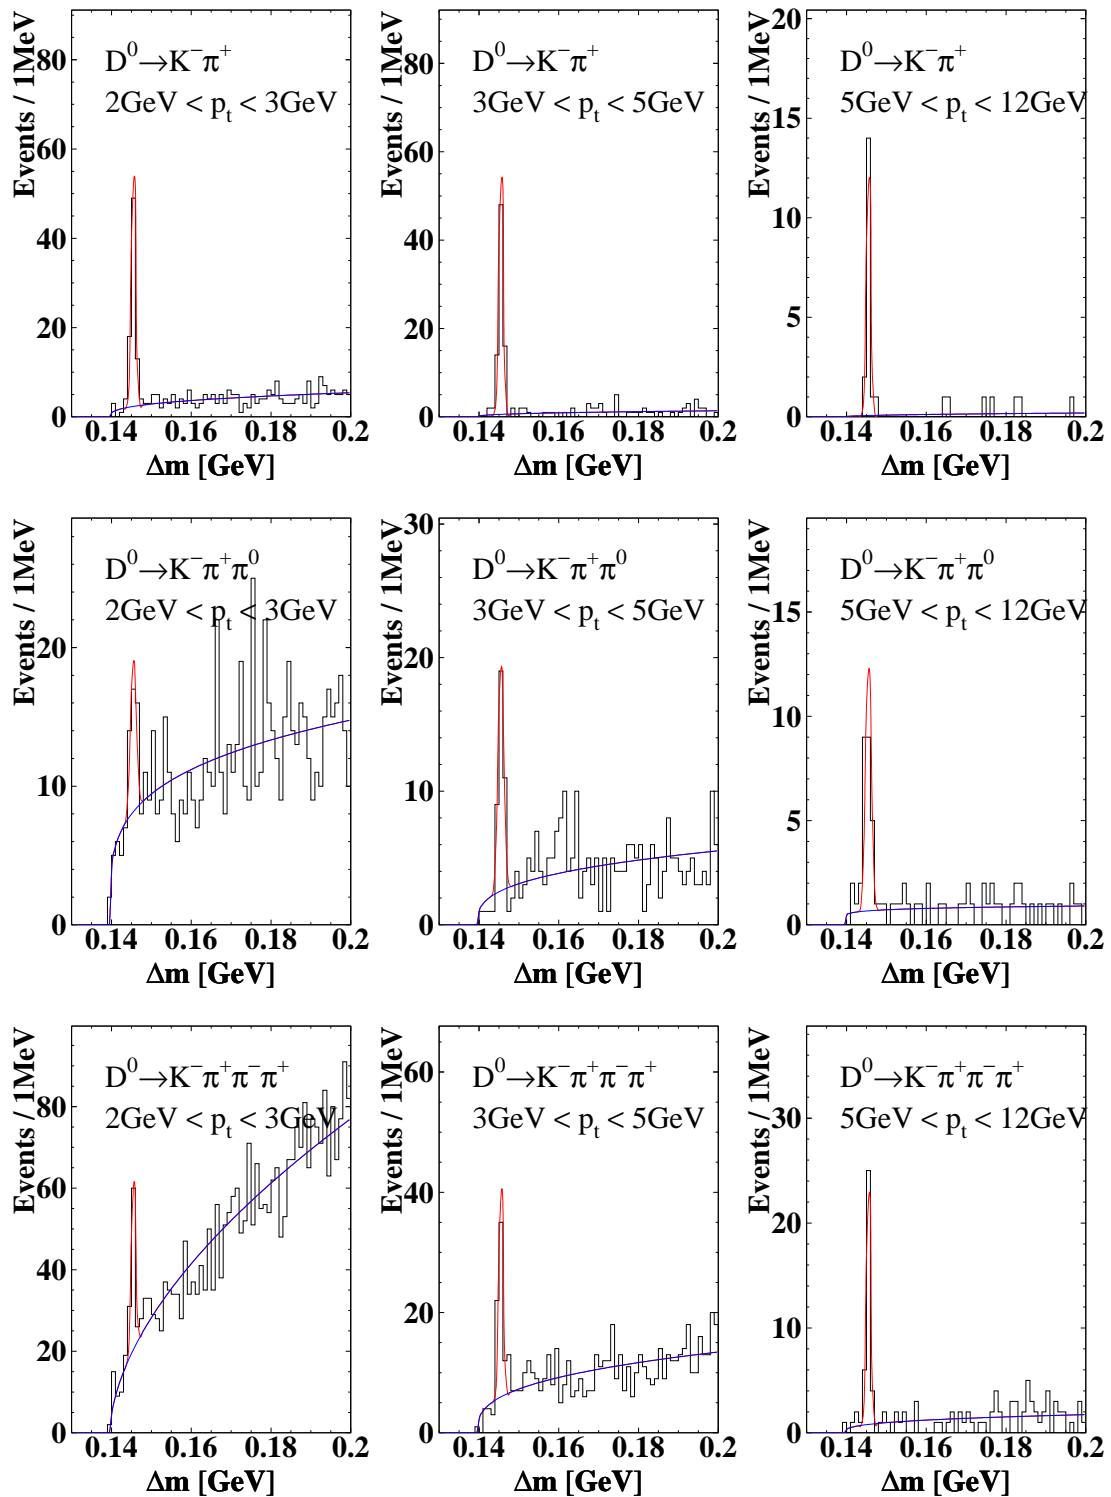 Events / 1MeV
D⁰→K⁻π⁺
2GeV < pₜ < 3GeV
80
60
40
20
0
0.14 0.16 0.18 0.2
Δm [GeV]
Events / 1MeV
D⁰→K⁻π⁺
3GeV < pₜ < 5GeV
80
60
40
20
0
0.14 0.16 0.18 0.2
Δm [GeV]
Events / 1MeV
D⁰→K⁻π⁺
5GeV < pₜ < 12GeV
20
15
10
5
0
0.14 0.16 0.18 0.2
Δm [GeV]
Events / 1MeV
D⁰→K⁻π⁺π⁰
2GeV < pₜ < 3GeV
20
10
0
0.14 0.16 0.18 0.2
Δm [GeV]
Events / 1MeV
D⁰→K⁻π⁺π⁰
3GeV < pₜ < 5GeV
30
20
10
0
0.14 0.16 0.18 0.2
Δm [GeV]
Events / 1MeV
D⁰→K⁻π⁺π⁰
5GeV < pₜ < 12GeV
15
10
5
0
0.14 0.16 0.18 0.2
Δm [GeV]
Events / 1MeV
D⁰→K⁻π⁺π⁻π⁺
2GeV < pₜ < 3GeV
80
60
40
20
0
0.14 0.16 0.18 0.2
Δm [GeV]
Events / 1MeV
D⁰→K⁻π⁺π⁻π⁺
3GeV < pₜ < 5GeV
60
40
20
0
0.14 0.16 0.18 0.2
Δm [GeV]
Events / 1MeV
D⁰→K⁻π⁺π⁻π⁺
5GeV < pₜ < 12GeV
30
20
10
0
0.14 0.16 0.18 0.2
Δm [GeV]